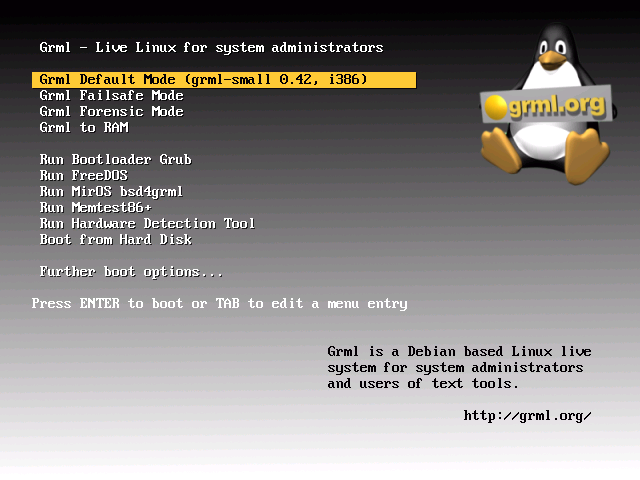 Grml - Live Linux for system administrators
Grml Default Mode (grml-small 0.42, i386)
Grml Failsafe Mode
Grml Forensic Mode
Grml to RAM
grml.org
Run Bootloader Grub
Run FreeDOS
Run MirOS bsd4grml
Run Memtest86+
Run Hardware Detection Tool
Boot from Hard Disk
Further boot options...
Press ENTER to boot or TAB to edit a menu entry
Grml is a Debian based Linux live
system for system administrators
and users of text tools.
http://grml.org/